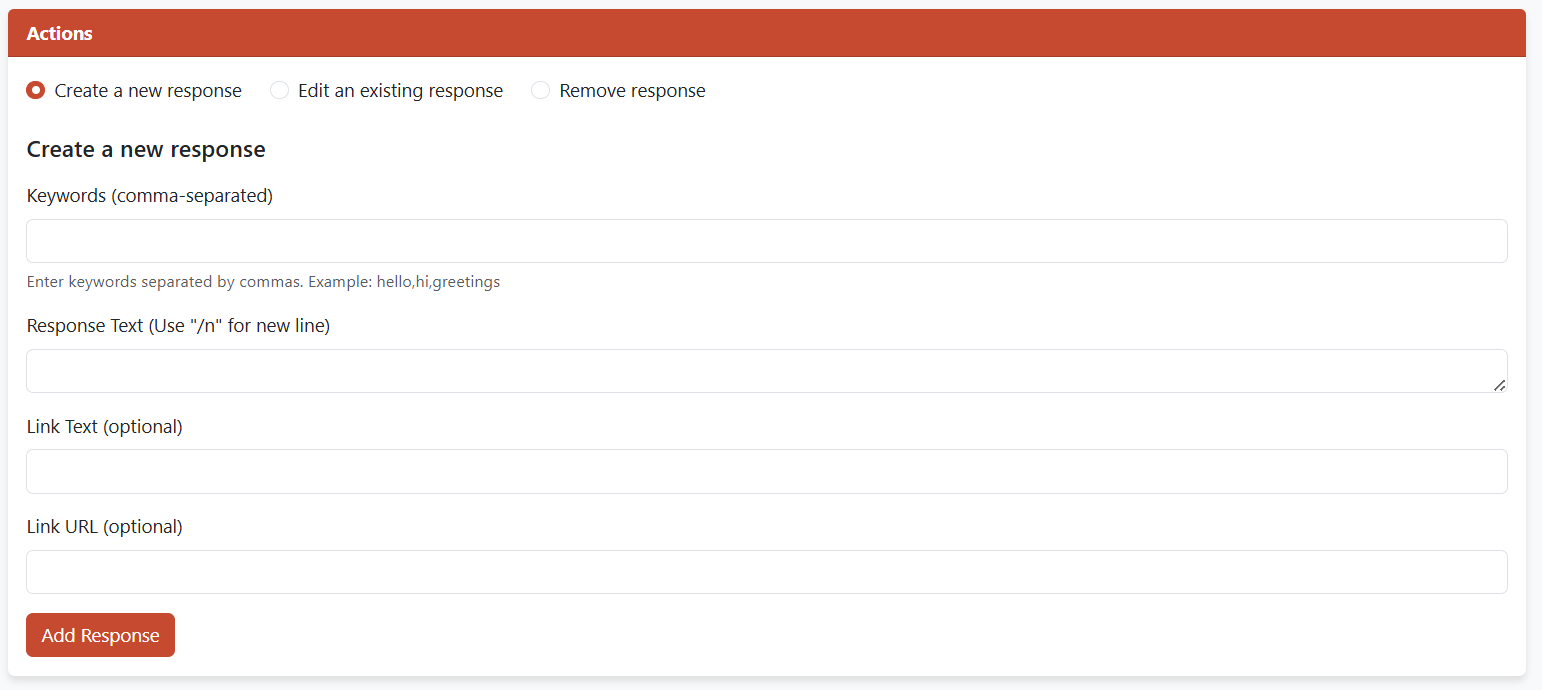 Actions
Create a new response Edit an existing response Remove response
Create a new response
Keywords (comma-separated)
Enter keywords separated by commas. Example: hello,hi,greetings
Response Text (Use "/n" for new line)
Link Text (optional)
Link URL (optional)
Add Response